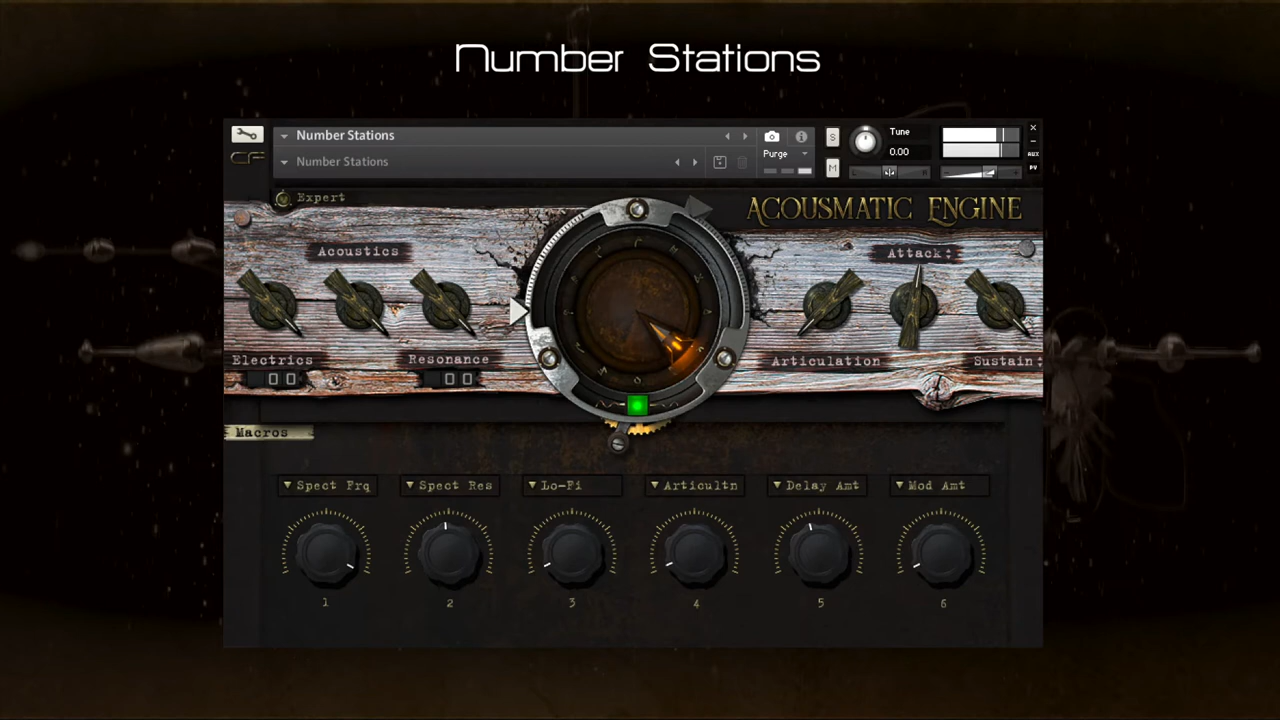 Number Stations
Number Stations
Number Stations
Purge
S
M
Tune
0.00
L
R
AUX
PV
Expert
ACOUSMATIC ENGINE
Acoustics
Attack
Electrics
Resonance
Articulation
Sustain
00
00
Macros
Spect Frq
Spect Res
Lo-Fi
Articultn
Delay Amt
Mod Amt
1
2
3
4
5
6